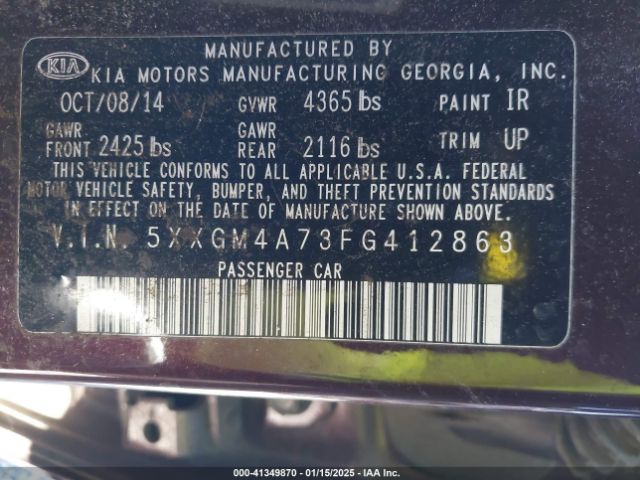 MANUFACTURED BY
KIA KIA MOTORS MANUFACTURING GEORGIA, INC.
OCT/08/14 GVWR 4365 lbs PAINT IR
GAWR FRONT 2425 lbs GAWR REAR 2116 lbs TRIM UP
THIS VEHICLE CONFORMS TO ALL APPLICABLE U.S.A. FEDERAL
MOTOR VEHICLE SAFETY, BUMPER, AND THEFT PREVENTION STANDARDS
IN EFFECT ON THE DATE OF MANUFACTURE SHOWN ABOVE.
V.I.N. 5XXGM4A73FG412863
PASSENGER CAR
000-41349870 - 01/15/2025 - IAA Inc.